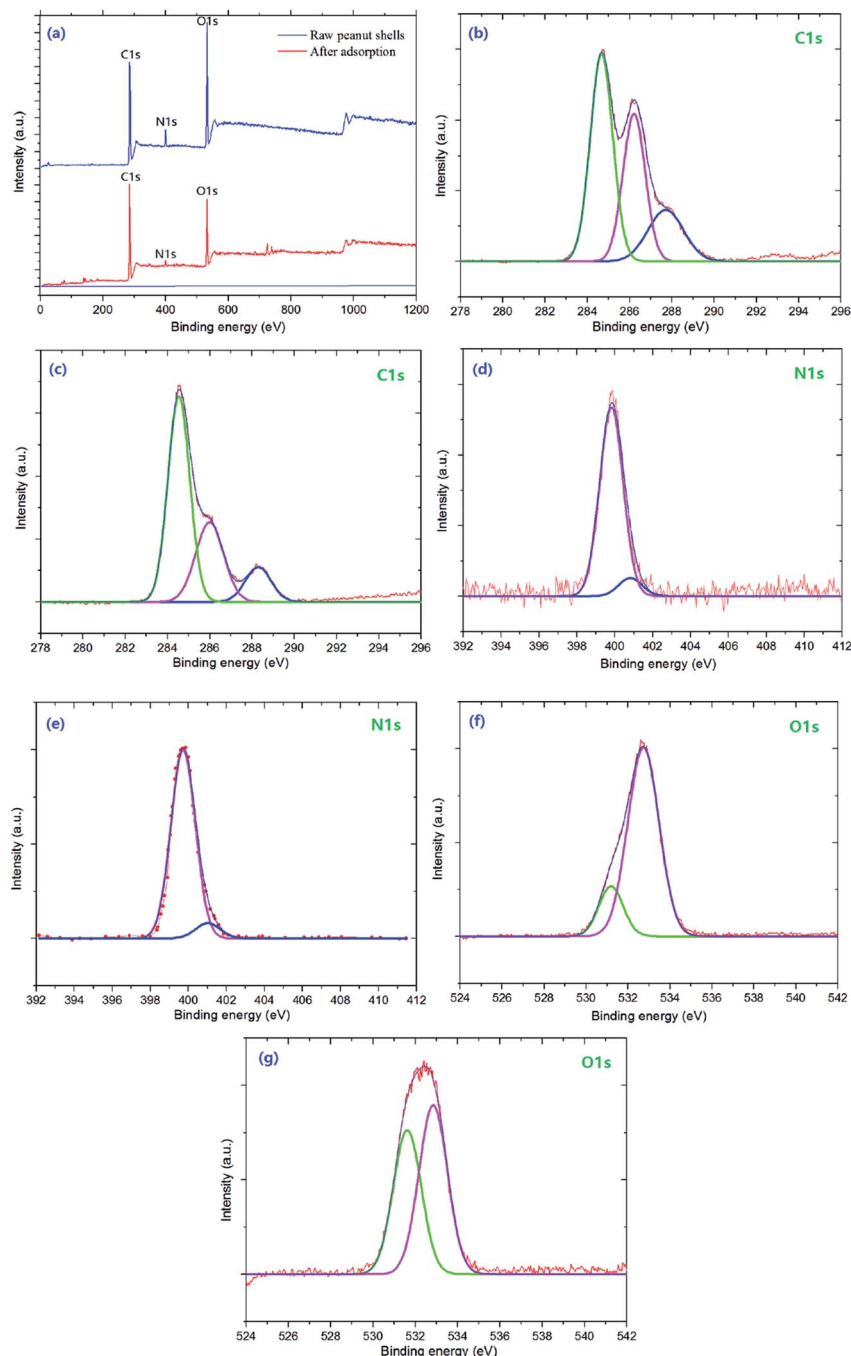 (a)
O1s
Raw peanut shells
After adsorption
C1s
N1s
C1s
O1s
N1s
0 200 400 600 800 1000 1200
Binding energy (eV)
Intensity (a.u.)
(b)
C1s
Intensity (a.u.)
278 280 282 284 286 288 290 292 294 296
Binding energy (eV)
(c)
C1s
Intensity (a.u.)
278 280 282 284 286 288 290 292 294 296
Binding energy (eV)
(d)
N1s
Intensity (a.u.)
392 394 396 398 400 402 404 406 408 410 412
Binding energy (eV)
(e)
N1s
Intensity (a.u.)
392 394 396 398 400 402 404 406 408 410 412
Binding energy (eV)
(f)
O1s
Intensity (a.u.)
524 526 528 530 532 534 536 538 540 542
Binding energy (eV)
(g)
O1s
Intensity (a.u.)
524 526 528 530 532 534 536 538 540 542
Binding energy (eV)